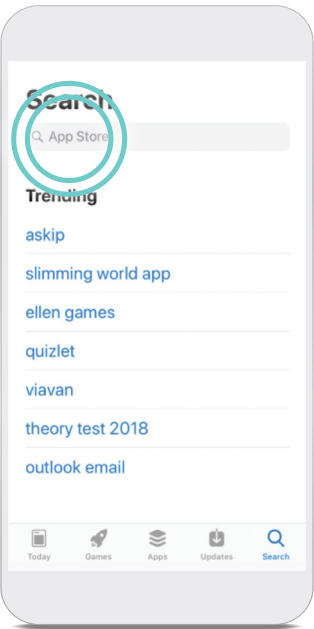 Search
App Store
Trending
askip
slimming world app
ellen games
quizlet
viavan
theory test 2018
outlook email
Today Games Apps Updates Search